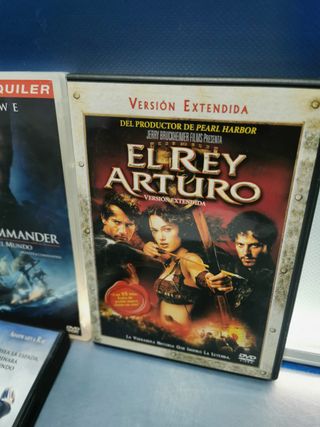 QUILER
W E
MMANDER
L MUNDO
VERSIÓN EXTENDIDA
DEL PRODUCTOR DE PEARL HARBOR
JERRY BRUCKHEIMER FILMS PRESENTA
EL REY
ARTURO
VERSIÓN EXTENDIDA
LA VERDADERA HISTORIA QUE INSPIRÓ LA LEYENDA.
DVD